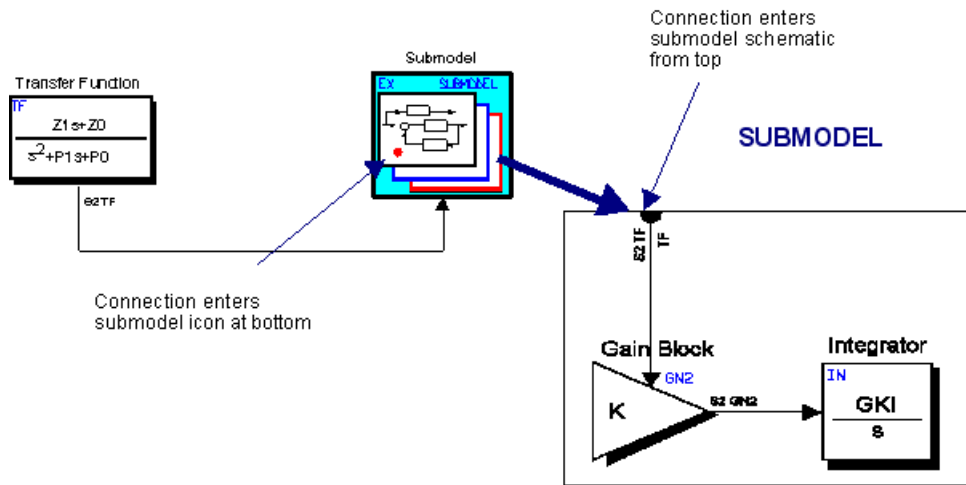 Connection enters
submodel schematic
from top
Submodel
EX SUBMODEL
Transfer Function
TF
Z1s+Z0
s²+P1s+P0
S2TF
SUBMODEL
Connection enters
submodel icon at bottom
S2TF
TF
Gain Block
GN2
K
S2 GN2
Integrator
IN
GKI
s